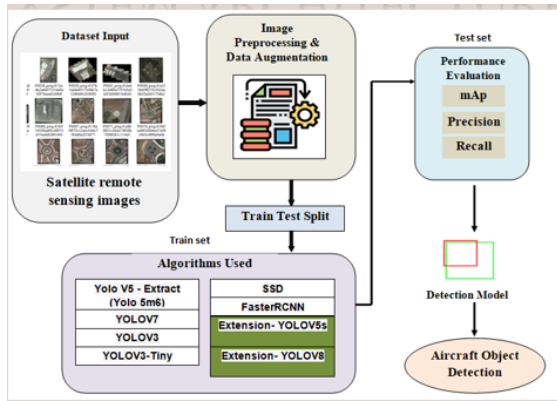 Dataset Input
Satellite remote
sensing images
Image
Preprocessing &
Data Augmentation
Train Test Split
Train set
Algorithms Used
Yolo V5 - Extract
(Yolo 5m6)
YOLOV7
YOLOV3
YOLOV3-Tiny
SSD
FasterRCNN
Extension- YOLOV5s
Extension- YOLOV8
Test set
Performance
Evaluation
mAp
Precision
Recall
Detection Model
Aircraft Object
Detection